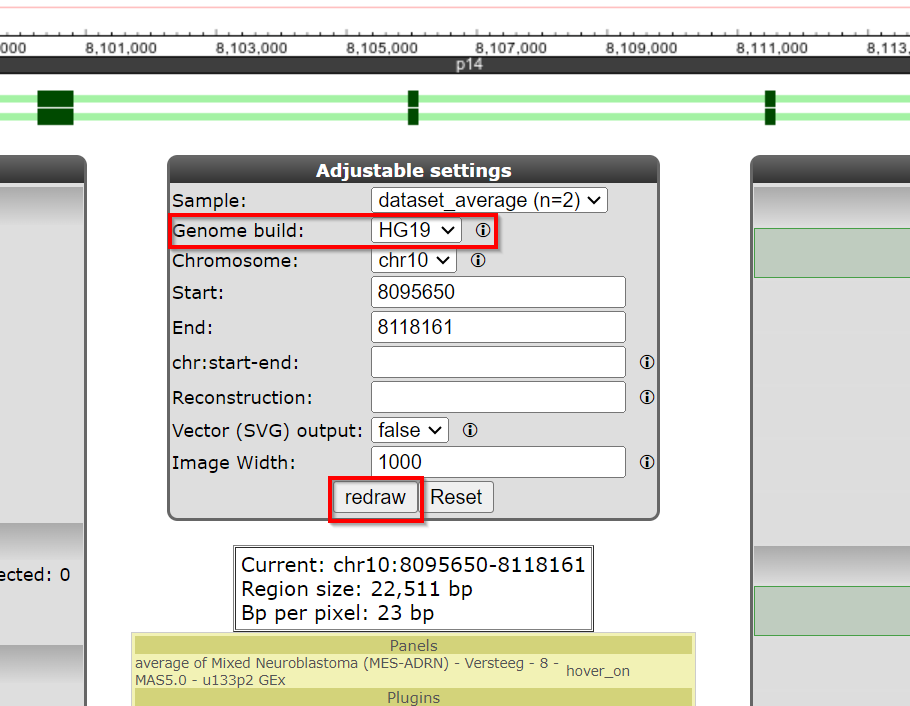 000 8,101,000 8,103,000 8,105,000 8,107,000 8,109,000 8,111,000 8,113,
p14
Adjustable settings
Sample: dataset_average (n=2)
Genome build: HG19
Chromosome: chr10
Start: 8095650
End: 8118161
chr:start-end:
Reconstruction:
Vector (SVG) output: false
Image Width: 1000
redraw Reset
ected: 0
Current: chr10:8095650-8118161
Region size: 22,511 bp
Bp per pixel: 23 bp
Panels
average of Mixed Neuroblastoma (MES-ADRN) - Versteeg - 8 -
MAS5.0 - u133p2 GEx
hover_on
Plugins